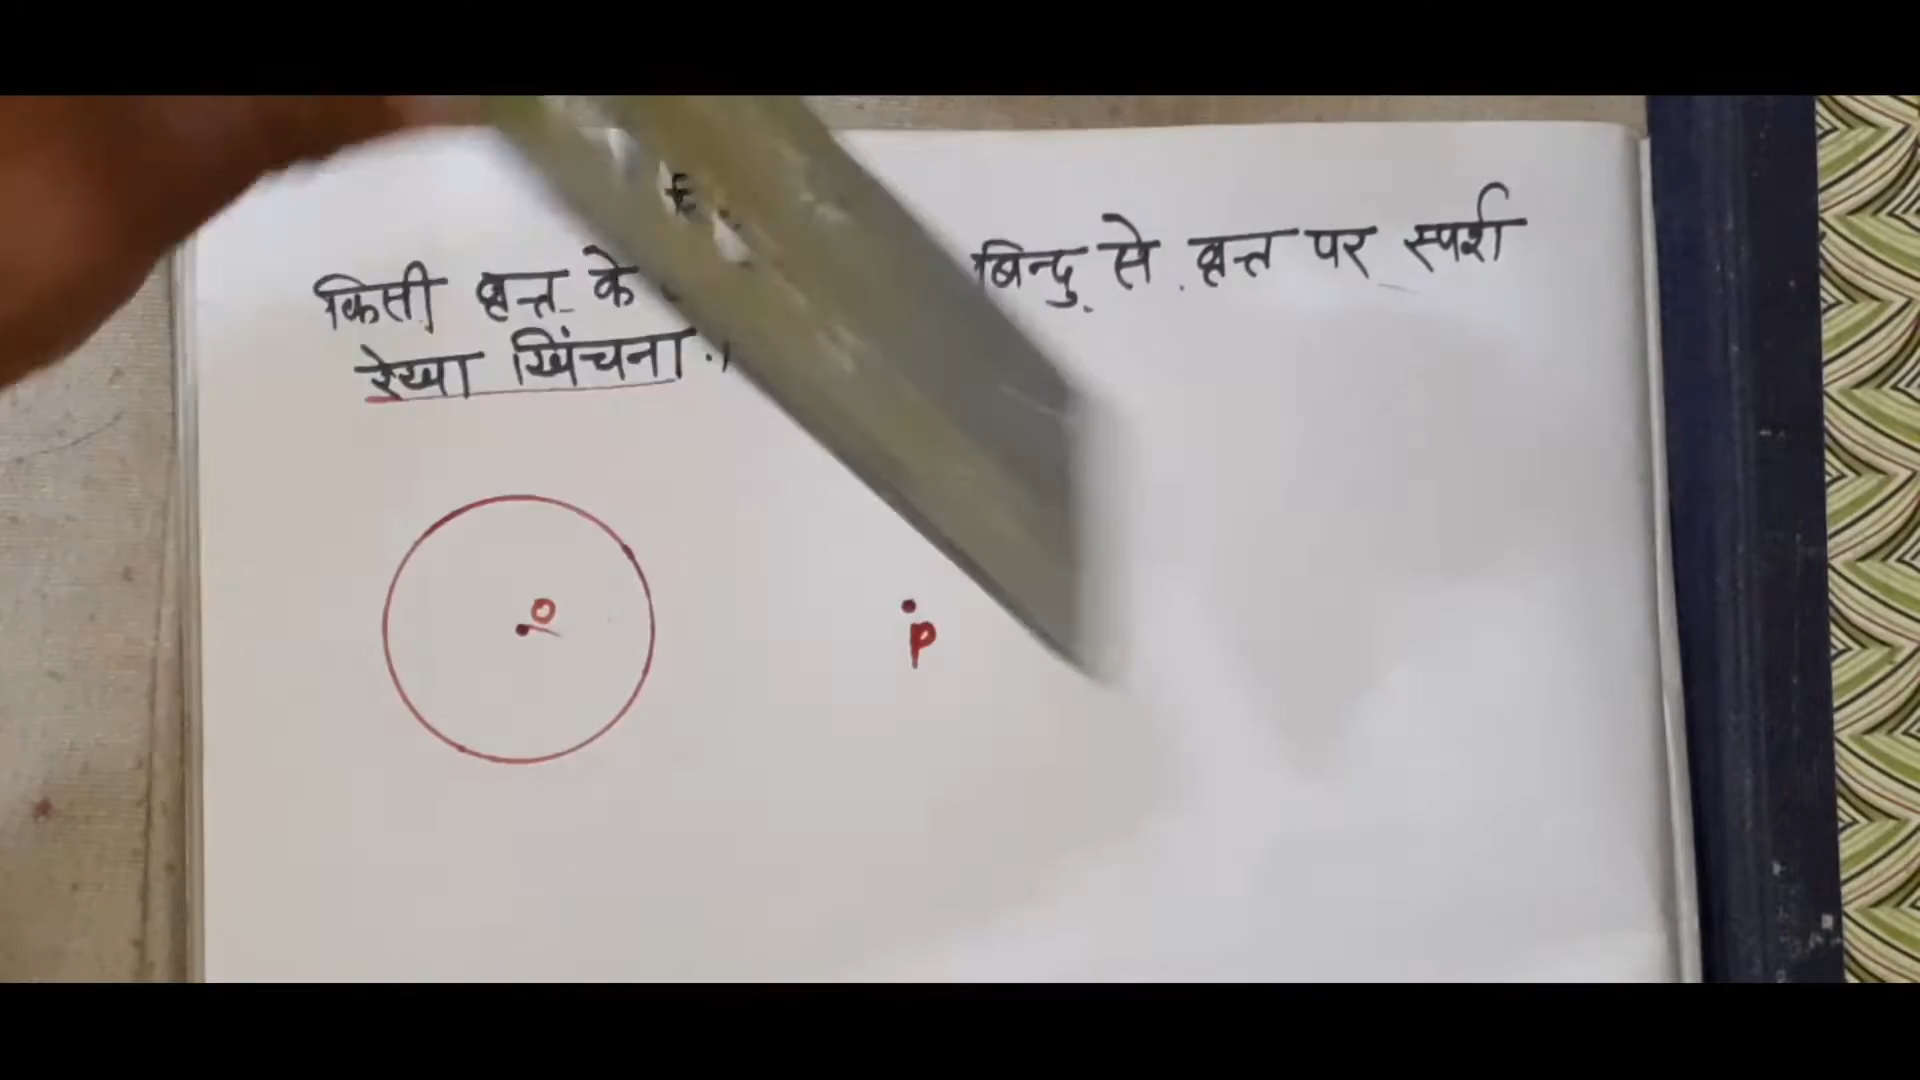 किसी वृत्त के बिन्दु से वृत्त पर स्पर्श
रेखा खिंचना ।
O
P